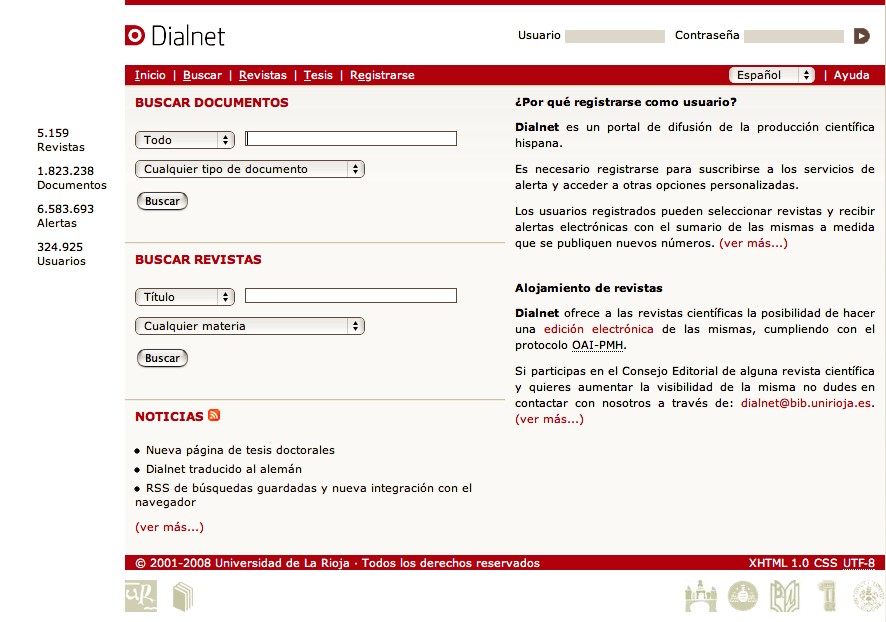 Dialnet
Usuario
Contraseña
Inicio | Buscar | Revistas | Tesis | Registrarse
Español | Ayuda
5.159
Revistas
1.823.238
Documentos
6.583.693
Alertas
324.925
Usuarios
BUSCAR DOCUMENTOS
Todo
Cualquier tipo de documento
Buscar
BUSCAR REVISTAS
Título
Cualquier materia
Buscar
NOTICIAS
• Nueva página de tesis doctorales
• Dialnet traducido al alemán
• RSS de búsquedas guardadas y nueva integración con el
navegador
(ver más...)
¿Por qué registrarse como usuario?
Dialnet es un portal de difusión de la producción científica
hispana.
Es necesario registrarse para suscribirse a los servicios de
alerta y acceder a otras opciones personalizadas.
Los usuarios registrados pueden seleccionar revistas y recibir
alertas electrónicas con el sumario de las mismas a medida
que se publiquen nuevos números. (ver más...)
Alojamiento de revistas
Dialnet ofrece a las revistas científicas la posibilidad de hacer
una edición electrónica de las mismas, cumpliendo con el
protocolo OAI-PMH.
Si participas en el Consejo Editorial de alguna revista científica
y quieres aumentar la visibilidad de la misma no dudes en
contactar con nosotros a través de: dialnet@bib.unirioja.es.
(ver más...)
© 2001-2008 Universidad de La Rioja · Todos los derechos reservados
XHTML 1.0 CSS UTF-8